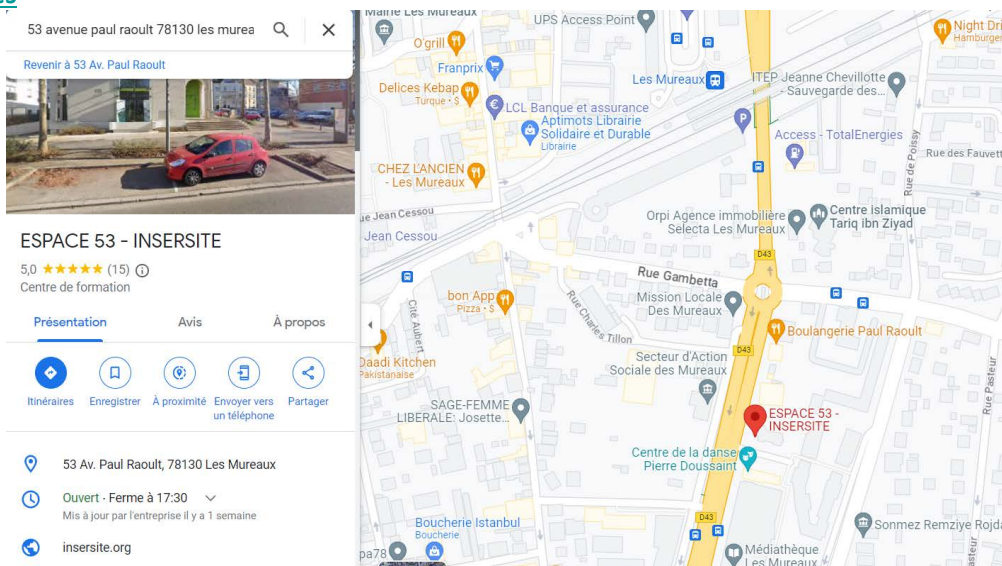 53 avenue paul raoult 78130 les murea
Revenir à 53 Av. Paul Raoult
ESPACE 53 - INSERSITE
5,0 (15)
Centre de formation
Présentation
Avis
À propos
Itinéraires
Enregistrer
À proximité
Envoyer vers
un téléphone
Partager
53 Av. Paul Raoult, 78130 Les Mureaux
Ouvert · Ferme à 17:30
Mis à jour par l'entreprise il y a 1 semaine
insersite.org
Mairie Les Mureaux
UPS Access Point
Night Dri
Hamburger
O'grill
Franprix
Les Mureaux
ITEP Jeanne Chevillotte
- Sauvegarde des...
Delices Kebap
Turque • $
LCL Banque et assurance
Aptimots Librairie
Solidaire et Durable
Librairie
P
Access - TotalEnergies
Rue des Fauvett
Rue de Poissy
CHEZ L'ANCIEN
- Les Mureaux
ue Jean Cessou
Jean Cessou
Orpi Agence immobilière
Selecta Les Mureaux
Centre islamique
Tariq ibn Ziyad
D43
Rue Gambetta
bon App
Pizza • $
Cité Aubert
Rue Charles Tillon
Mission Locale
Des Mureaux
Boulangerie Paul Raoult
D43
Daadi Kitchen
Pakistanaise
Secteur d'Action
Sociale des Mureaux
Rue Pasteur
SAGE-FEMME
LIBERALE: Josette...
ESPACE 53 -
INSERSITE
Centre de la danse
Pierre Doussaint
D43
Boucherie Istanbul
Boucherie
Sonmez Remziye Rojda
pa78
Médiathèque
Les Mureaux
asteur